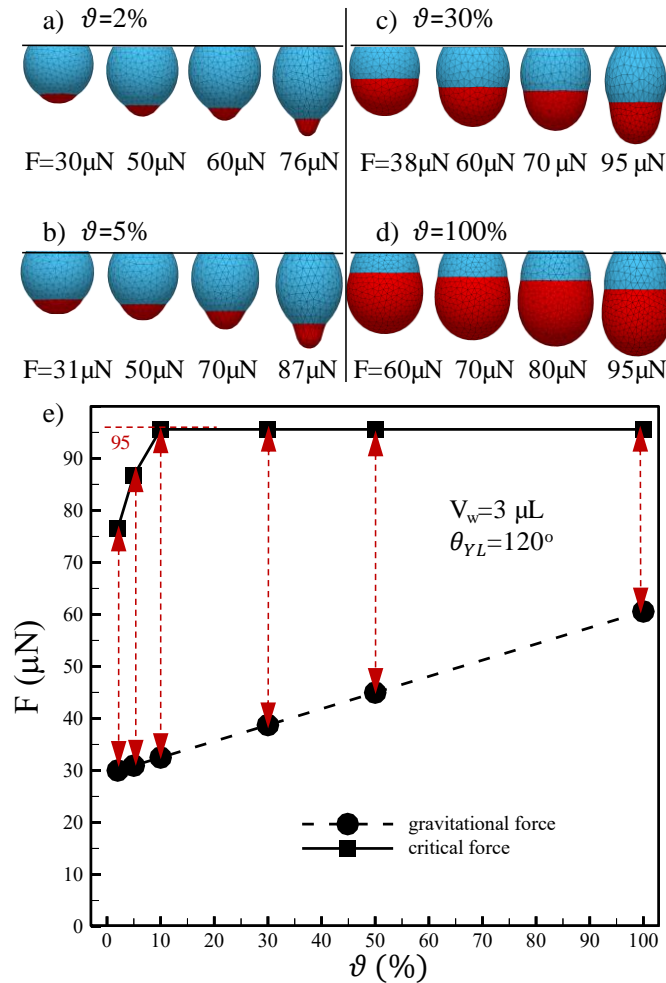 a) ϑ=2%
F=30μN 50μN 60μN 76μN
b) ϑ=5%
F=31μN 50μN 70μN 87μN
c) ϑ=30%
F=38μN 60μN 70 μN 95 μN
d) ϑ=100%
F=60μN 70μN 80μN 95μN
e)
95
V_w=3 μL
θ_YL=120°
F (μN)
90
80
70
60
50
40
30
20
10
0
gravitational force
critical force
0 10 20 30 40 50 60 70 80 90 100
ϑ (%)